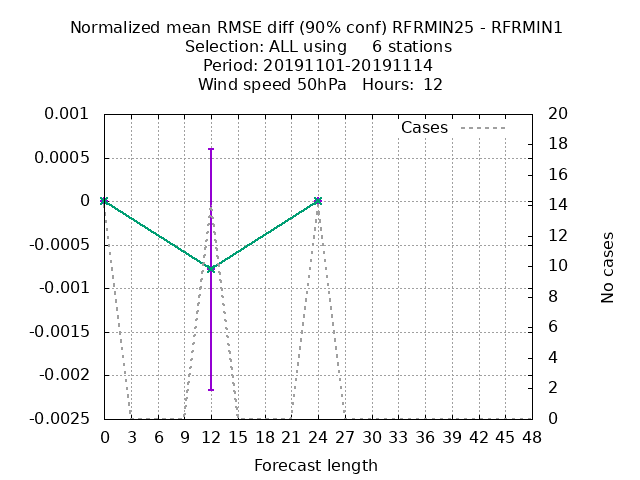 Normalized mean RMSE diff (90% conf) RFRMIN25 - RFRMIN1
Selection: ALL using     6 stations
Period: 20191101-20191114
Wind speed 50hPa   Hours: 12
Cases
0.001
0.0005
0
-0.0005
-0.001
-0.0015
-0.002
-0.0025
20
18
16
14
12
10
8
6
4
2
0
No cases
0 3 6 9 12 15 18 21 24 27 30 33 36 39 42 45 48
Forecast length